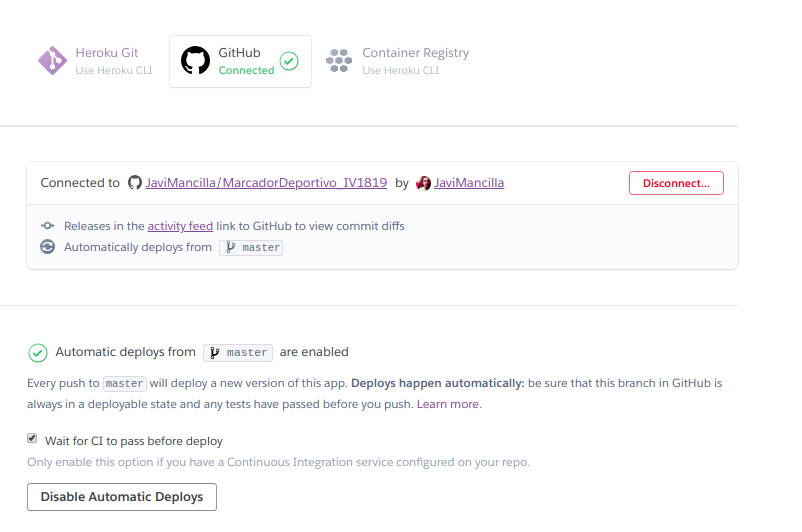 Heroku Git
Use Heroku CLI
GitHub
Connected
Container Registry
Use Heroku CLI
Connected to JaviMancilla/MarcadorDeportivo_IV1819 by JaviMancilla
Disconnect...
Releases in the activity feed link to GitHub to view commit diffs
Automatically deploys from master
Automatic deploys from master are enabled
Every push to master will deploy a new version of this app. Deploys happen automatically: be sure that this branch in GitHub is
always in a deployable state and any tests have passed before you push. Learn more.
Wait for CI to pass before deploy
Only enable this option if you have a Continuous Integration service configured on your repo.
Disable Automatic Deploys